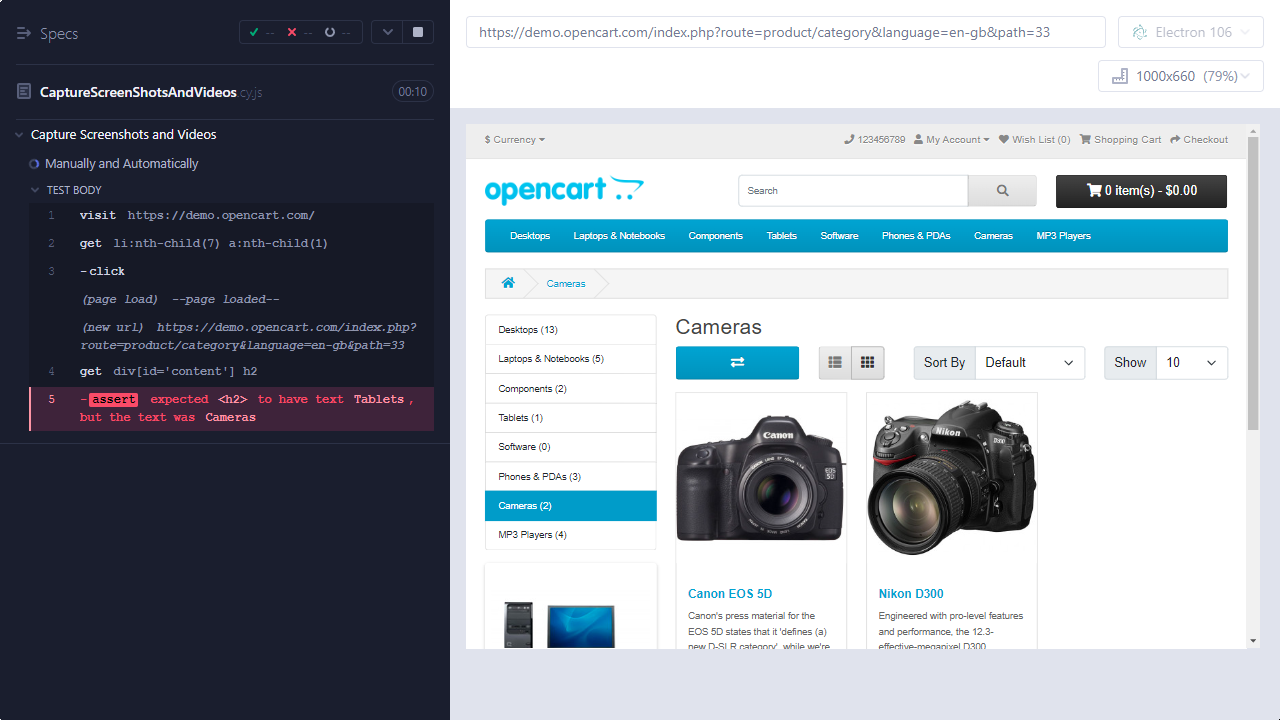 Specs
--
--
--
https://demo.opencart.com/index.php?route=product/category&language=en-gb&path=33
Electron 106
1000x660 (79%)
CaptureScreenShotsAndVideos.cy.js
00:10
Capture Screenshots and Videos
Manually and Automatically
TEST BODY
1 visit https://demo.opencart.com/
2 get li:nth-child(7) a:nth-child(1)
3 -click
(page load) --page loaded--
(new url) https://demo.opencart.com/index.php?
route=product/category&language=en-gb&path=33
4 get div[id='content'] h2
5 -assert expected <h2> to have text Tablets,
but the text was Cameras
$ Currency
123456789
My Account
Wish List (0)
Shopping Cart
Checkout
opencart
Search
0 item(s) - $0.00
Desktops Laptops & Notebooks Components Tablets Software Phones & PDAs Cameras MP3 Players
Cameras
Desktops (13)
Laptops & Notebooks (5)
Components (2)
Tablets (1)
Software (0)
Phones & PDAs (3)
Cameras (2)
MP3 Players (4)
Cameras
Sort By Default
Show 10
Canon
EOS
5D
Canon EOS 5D
Canon's press material for the
EOS 5D states that it 'defines (a)
new D-SLR category', while we're
Nikon
D300
Nikon D300
Engineered with pro-level features
and performance, the 12.3-
effective-megapixel D300